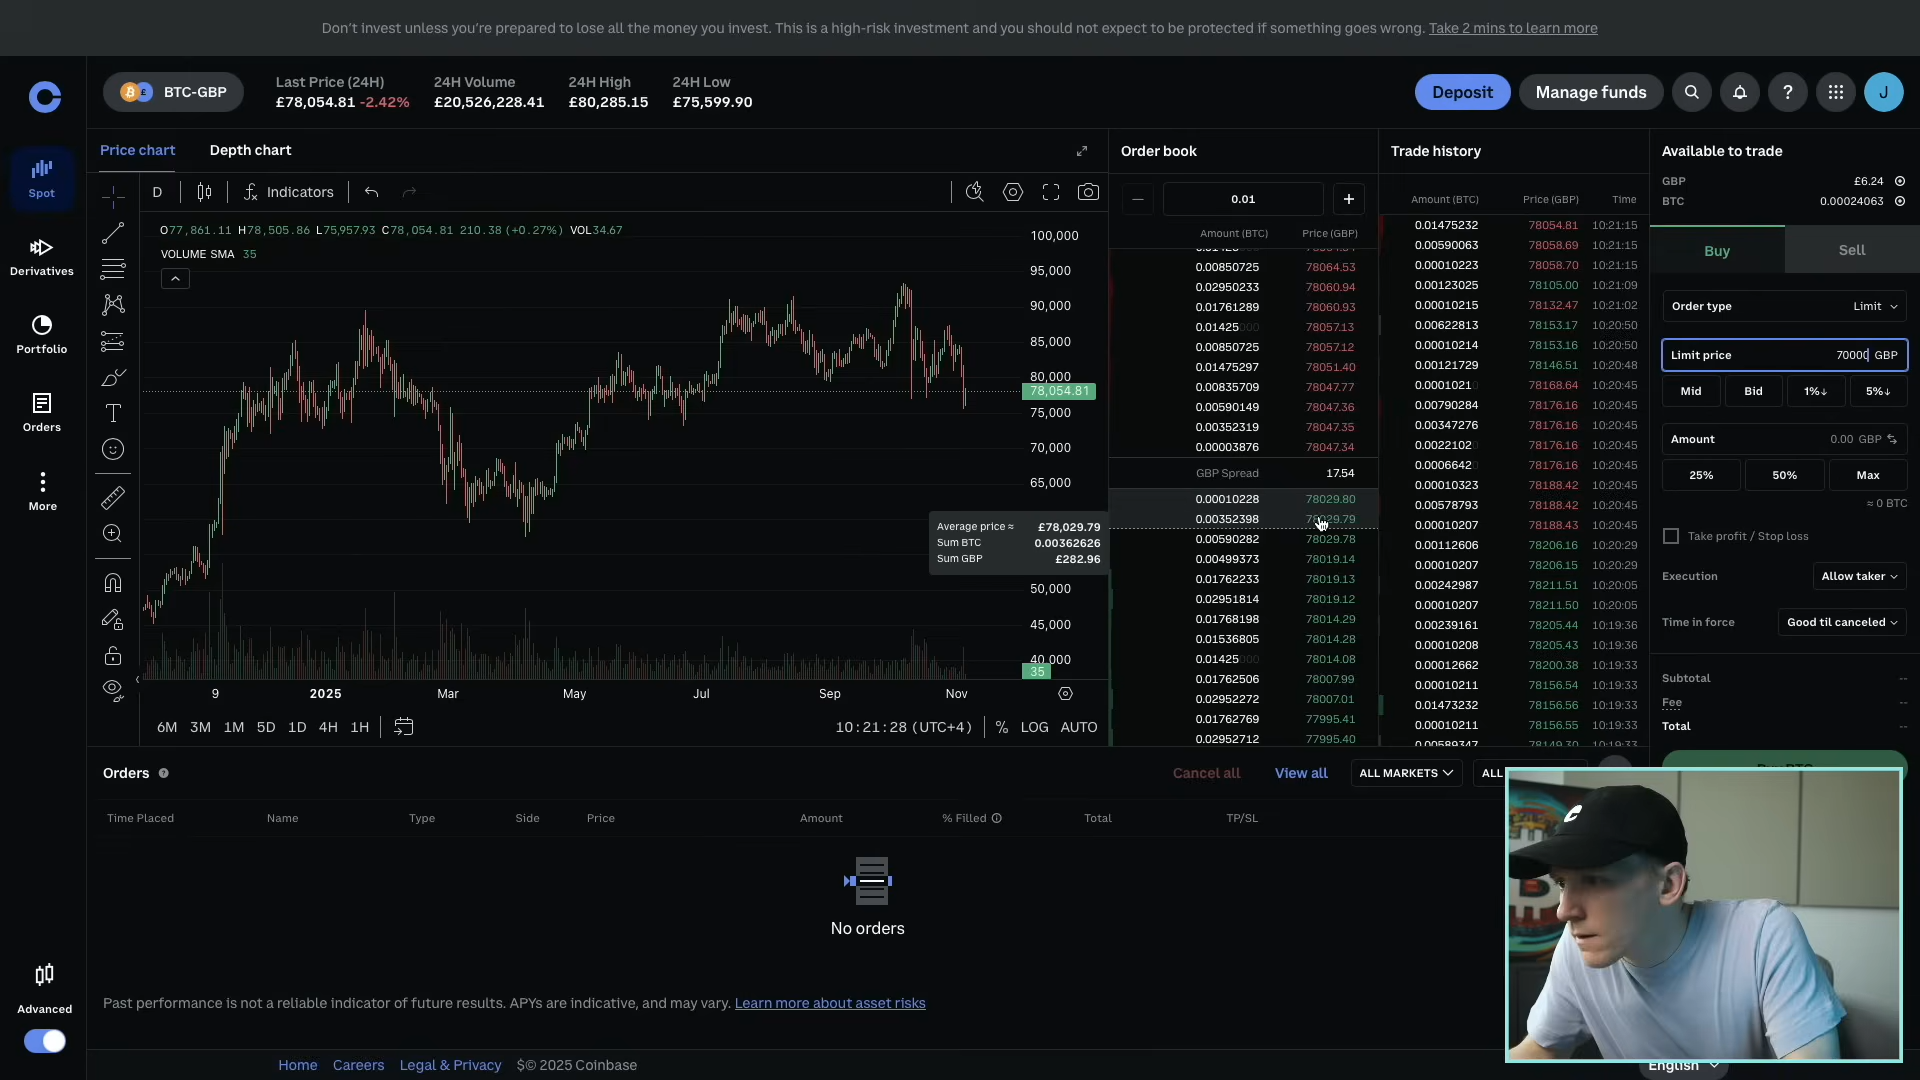 Don't invest unless you're prepared to lose all the money you invest. This is a high-risk investment and you should not expect to be protected if something goes wrong. Take 2 mins to learn more
BTC-GBP
Last Price (24H)
£78,054.81 -2.42%
24H Volume
£20,526,228.41
24H High
£80,285.15
24H Low
£75,599.90
Deposit
Manage funds
?
J
Spot
Derivatives
Portfolio
Orders
More
Advanced
Price chart
Depth chart
D
Indicators
O77,861.11 H78,505.86 L75,957.93 C78,054.81 210.38 (+0.27%) VOL34.67
VOLUME SMA 35
100,000
95,000
90,000
85,000
80,000
78,054.81
75,000
70,000
65,000
50,000
45,000
40,000
35
Average price ≈ £78,029.79
Sum BTC 0.00362626
Sum GBP £282.96
9 2025 Mar May Jul Sep Nov
6M 3M 1M 5D 1D 4H 1H
10:21:28 (UTC+4)
% LOG AUTO
Order book
0.01
Amount (BTC) Price (GBP)
0.00850725 78064.53
0.02950233 78060.94
0.01761289 78060.93
0.01425000 78057.13
0.00850725 78057.12
0.01475297 78051.40
0.00835709 78047.77
0.00590149 78047.36
0.00352319 78047.35
0.00003876 78047.34
GBP Spread 17.54
0.00010228 78029.80
0.00352398 78029.79
0.00590282 78029.78
0.00499373 78019.14
0.01762233 78019.13
0.02951814 78019.12
0.01768198 78014.29
0.01536805 78014.28
0.01425000 78014.08
0.01762506 78007.99
0.02952272 78007.01
0.01762769 77995.41
0.02952712 77995.40
Trade history
Amount (BTC) Price (GBP) Time
0.01475232 78054.81 10:21:15
0.00590063 78058.69 10:21:15
0.00010223 78058.70 10:21:15
0.00123025 78105.00 10:21:09
0.00010215 78132.47 10:21:02
0.00622813 78153.17 10:20:50
0.00010214 78153.16 10:20:50
0.00121729 78146.51 10:20:48
0.00010210 78168.64 10:20:45
0.00790284 78176.16 10:20:45
0.00347276 78176.16 10:20:45
0.00221020 78176.16 10:20:45
0.00066420 78176.16 10:20:45
0.00010323 78188.42 10:20:45
0.00578793 78188.42 10:20:45
0.00010207 78188.43 10:20:45
0.00112606 78206.16 10:20:29
0.00010207 78206.15 10:20:29
0.00242987 78211.51 10:20:05
0.00010207 78211.50 10:20:05
0.00239161 78205.44 10:19:36
0.00010208 78205.43 10:19:36
0.00012662 78200.38 10:19:33
0.00010211 78156.54 10:19:33
0.01473232 78156.56 10:19:33
0.00010211 78156.55 10:19:33
0.00589347 78149.30 10:19:33
Available to trade
GBP £6.24
BTC 0.00024063
Buy
Sell
Order type Limit
Limit price 70000 GBP
Mid Bid 1%↓ 5%↓
Amount 0.00 GBP
25% 50% Max
≈ 0 BTC
Take profit / Stop loss
Execution Allow taker
Time in force Good til canceled
Subtotal --
Fee --
Total --
Orders
Cancel all
View all
ALL MARKETS
ALL
Time Placed Name Type Side Price Amount % Filled Total TP/SL
No orders
Past performance is not a reliable indicator of future results. APYs are indicative, and may vary. Learn more about asset risks
Home Careers Legal & Privacy $© 2025 Coinbase
English